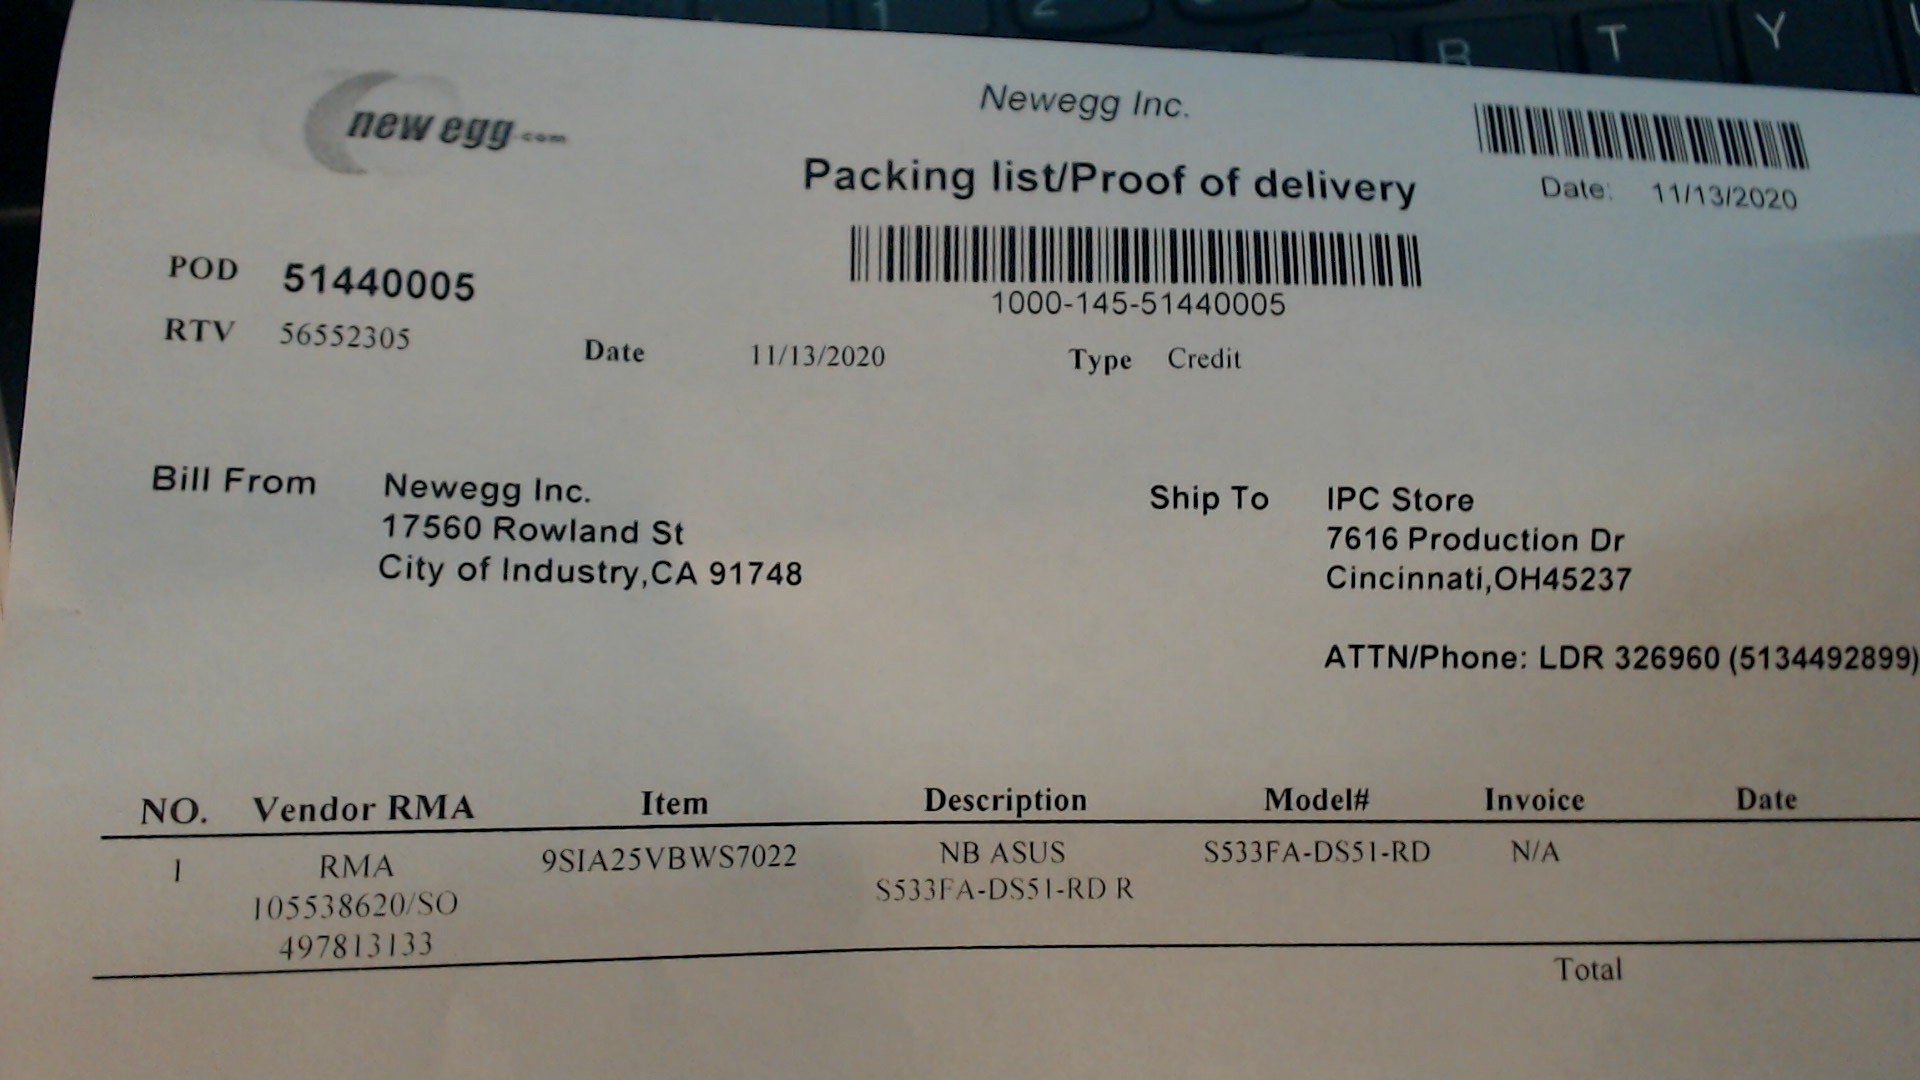 1 2
R T Y
newegg.com
Newegg Inc.
Packing list/Proof of delivery
Date: 11/13/2020
POD 51440005
1000-145-51440005
RTV 56552305 Date 11/13/2020 Type Credit
Bill From Newegg Inc.
17560 Rowland St
City of Industry,CA 91748
Ship To IPC Store
7616 Production Dr
Cincinnati,OH45237
ATTN/Phone: LDR 326960 (5134492899)
NO. Vendor RMA Item Description Model# Invoice Date
1 RMA 9SIA25VBWS7022 NB ASUS S533FA-DS51-RD N/A
105538620/SO S533FA-DS51-RD R
497813133
Total